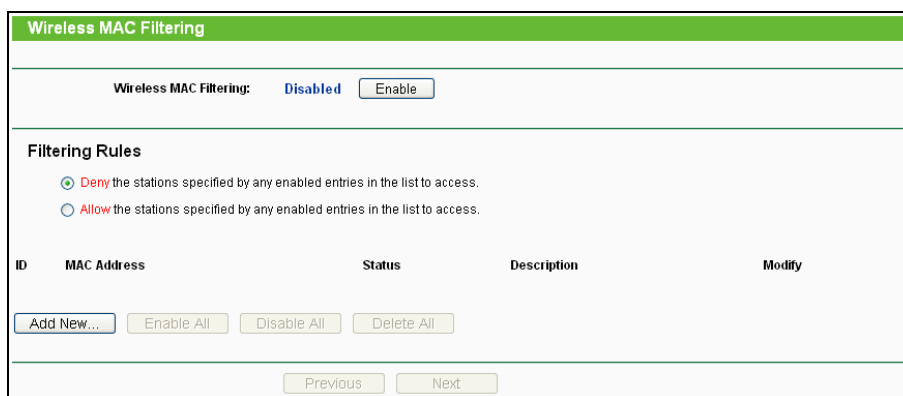 Wireless MAC Filtering
Wireless MAC Filtering: Disabled Enable
Filtering Rules
Deny the stations specified by any enabled entries in the list to access.
Allow the stations specified by any enabled entries in the list to access.
ID MAC Address Status Description Modify
Add New... Enable All Disable All Delete All
Previous Next